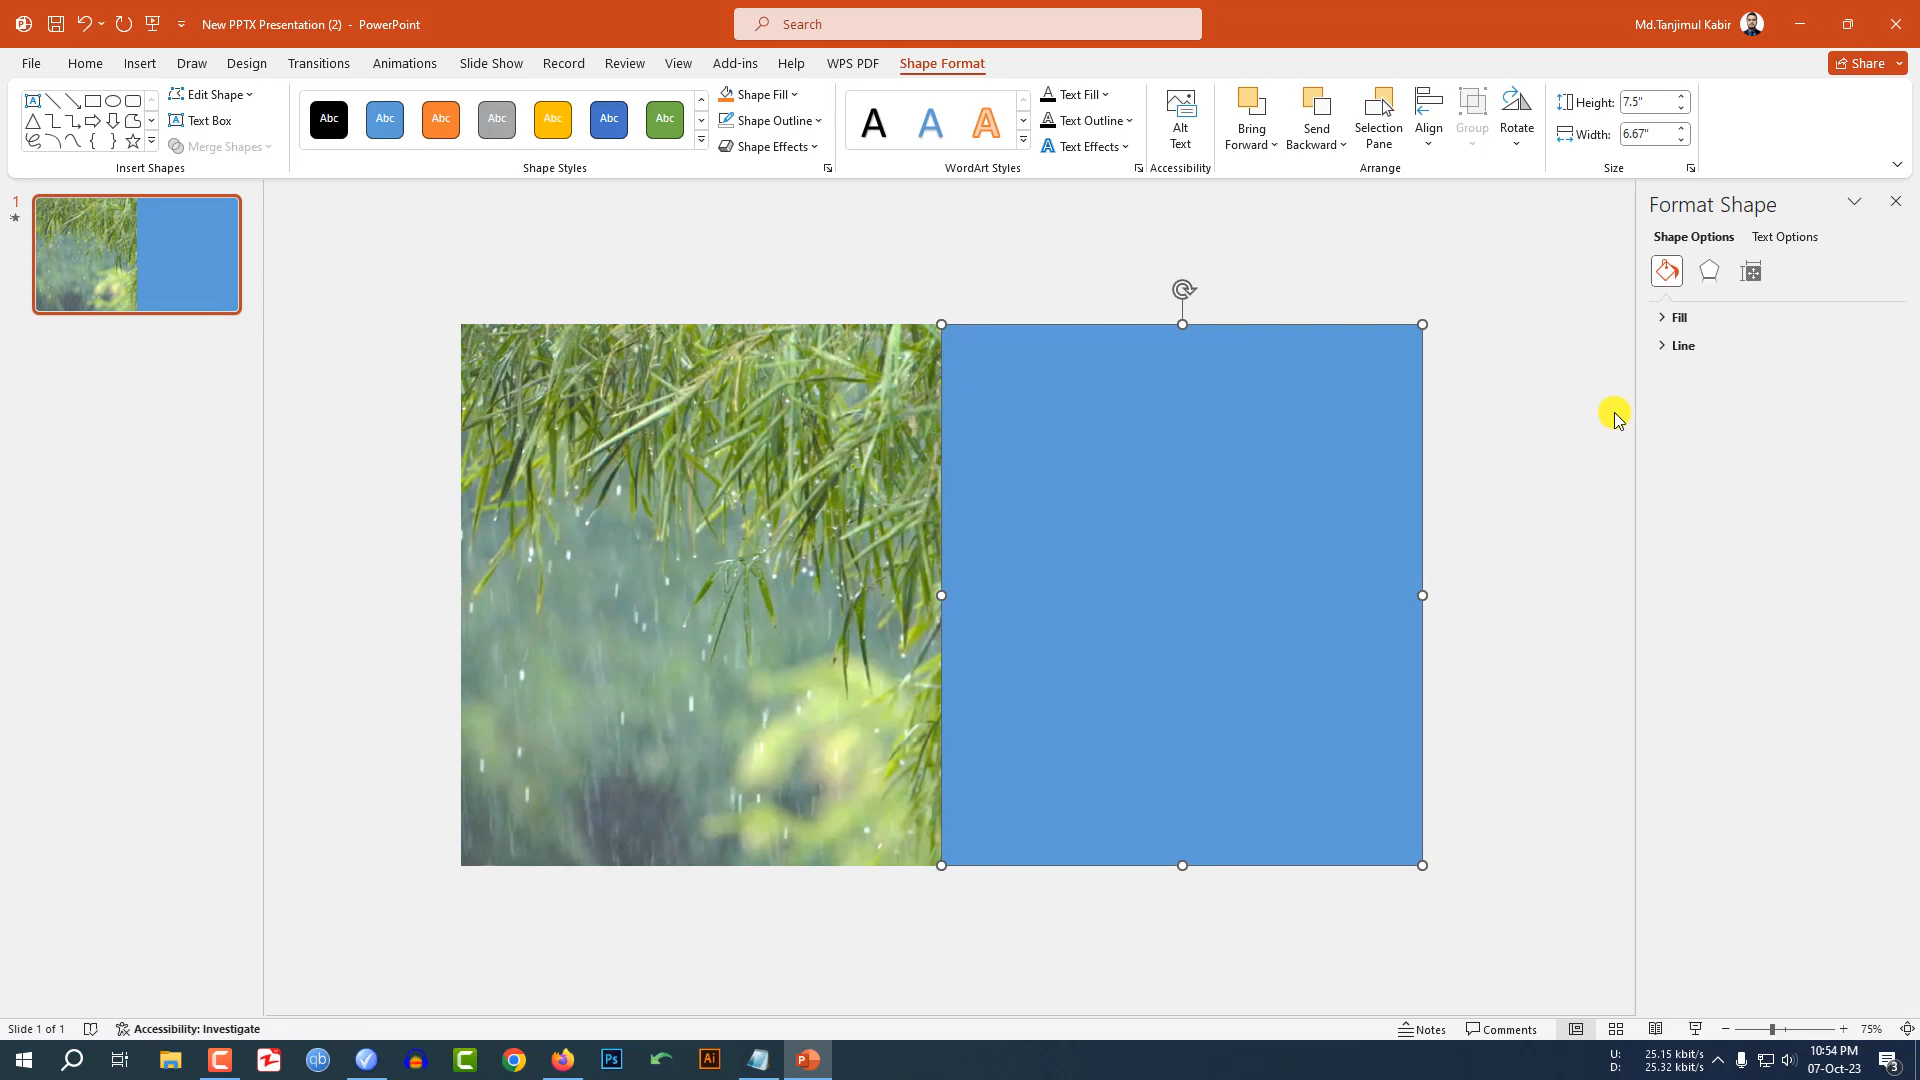 New PPTX Presentation (2) - PowerPoint
Search
Md.Tanjimul Kabir
File Home Insert Draw Design Transitions Animations Slide Show Record Review View Add-ins Help WPS PDF Shape Format
Share
Edit Shape
Text Box
Merge Shapes
Insert Shapes
Abc Abc Abc Abc Abc Abc Abc
Shape Fill
Shape Outline
Shape Effects
Shape Styles
A A A
Text Fill
Text Outline
Text Effects
WordArt Styles
Alt
Text
Accessibility
Bring
Forward
Send
Backward
Selection
Pane
Align
Group
Rotate
Arrange
Height: 7.5"
Width: 6.67"
Size
1
Format Shape
Shape Options Text Options
Fill
Line
Slide 1 of 1
Accessibility: Investigate
Notes
Comments
75%
qb
Ps
Ai
P
U: 25.15 kbit/s
D: 25.32 kbit/s
10:54 PM
07-Oct-23
3